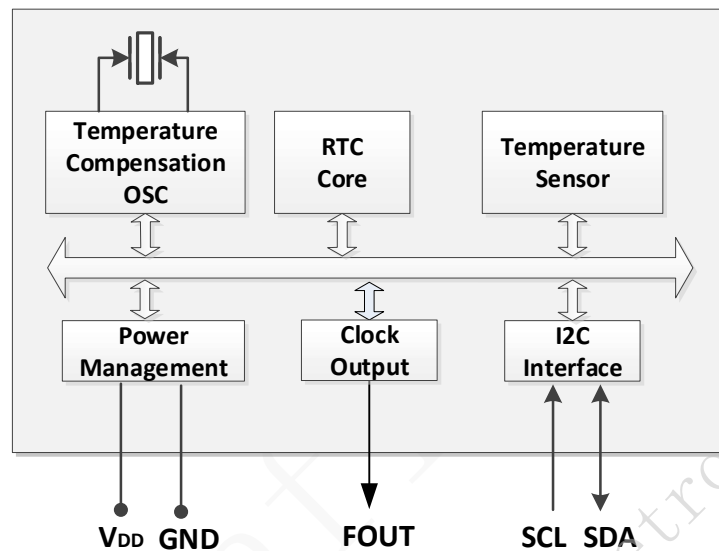 Temperature
Compensation
OSC
RTC
Core
Temperature
Sensor
Power
Management
Clock
Output
I2C
Interface
VDD GND FOUT SCL SDA